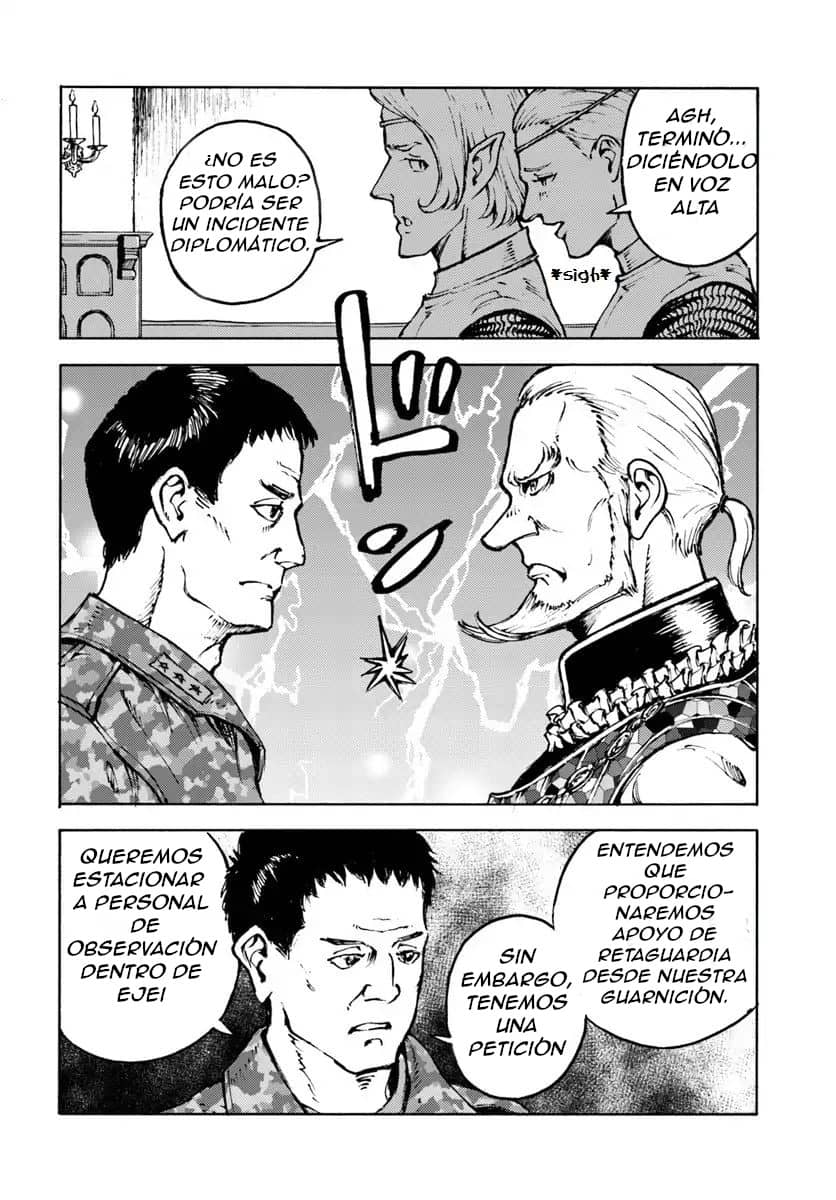 AGH,
TERMINÓ...
DICIÉNDOLO
EN VOZ
ALTA
¿NO ES
ESTO MALO?
PODRÍA SER
UN INCIDENTE
DIPLOMÁTICO.
*sigh*
ドン
ENTENDEMOS
QUE
PROPORCIO-
NAREMOS
APOYO DE
RETAGUARDIA
DESDE NUESTRA
GUARNICIÓN.
SIN
EMBARGO,
TENEMOS
UNA
PETICIÓN
QUEREMOS
ESTACIONAR
A PERSONAL
DE
OBSERVACIÓN
DENTRO DE
EJEI